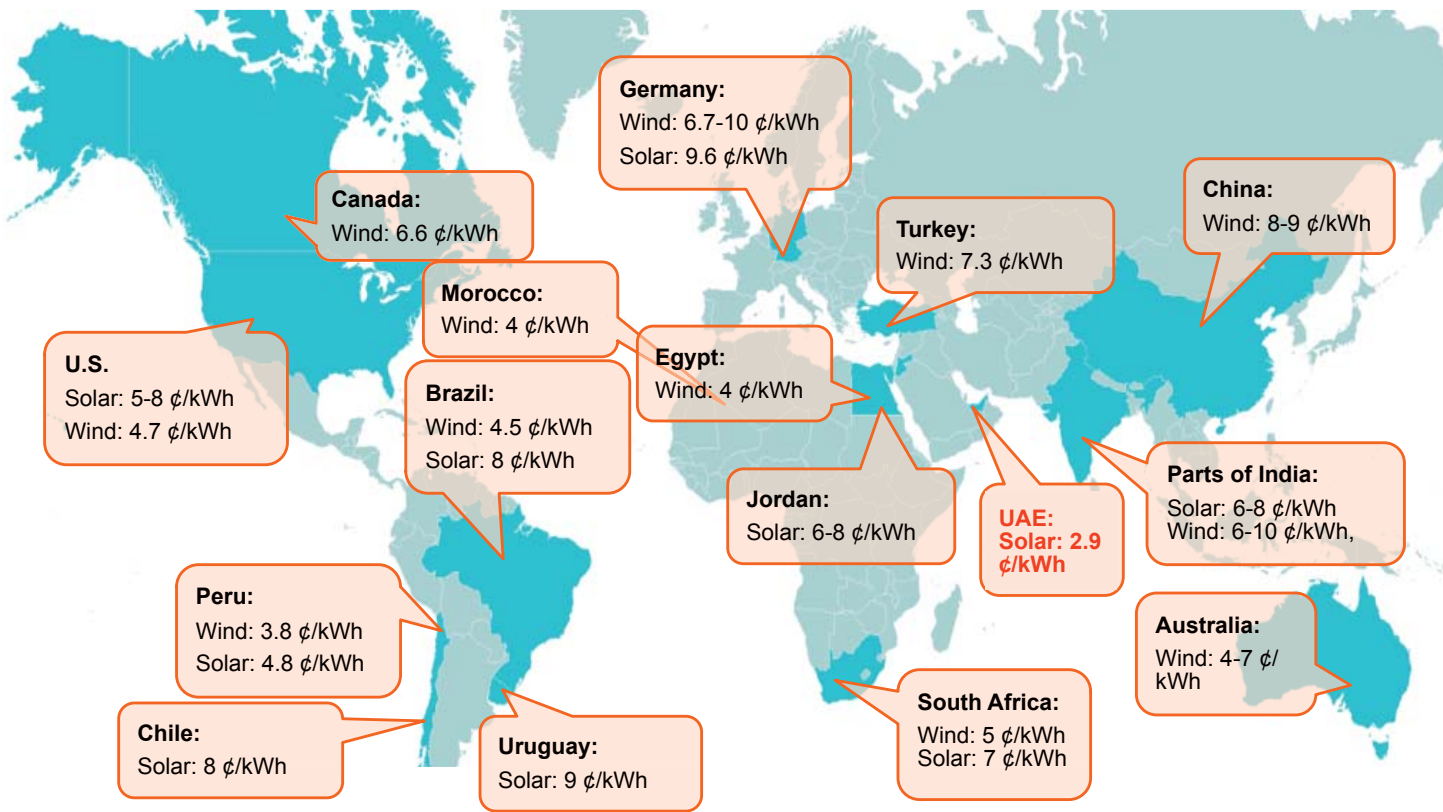 Germany:
Wind: 6.7-10 ¢/kWh
Solar: 9.6 ¢/kWh
Canada:
Wind: 6.6 ¢/kWh
China:
Wind: 8-9 ¢/kWh
Turkey:
Wind: 7.3 ¢/kWh
Morocco:
Wind: 4 ¢/kWh
U.S.
Solar: 5-8 ¢/kWh
Wind: 4.7 ¢/kWh
Egypt:
Wind: 4 ¢/kWh
Brazil:
Wind: 4.5 ¢/kWh
Solar: 8 ¢/kWh
Jordan:
Solar: 6-8 ¢/kWh
UAE:
Solar: 2.9
¢/kWh
Parts of India:
Solar: 6-8 ¢/kWh
Wind: 6-10 ¢/kWh,
Peru:
Wind: 3.8 ¢/kWh
Solar: 4.8 ¢/kWh
Australia:
Wind: 4-7 ¢/
kWh
South Africa:
Wind: 5 ¢/kWh
Solar: 7 ¢/kWh
Chile:
Solar: 8 ¢/kWh
Uruguay:
Solar: 9 ¢/kWh